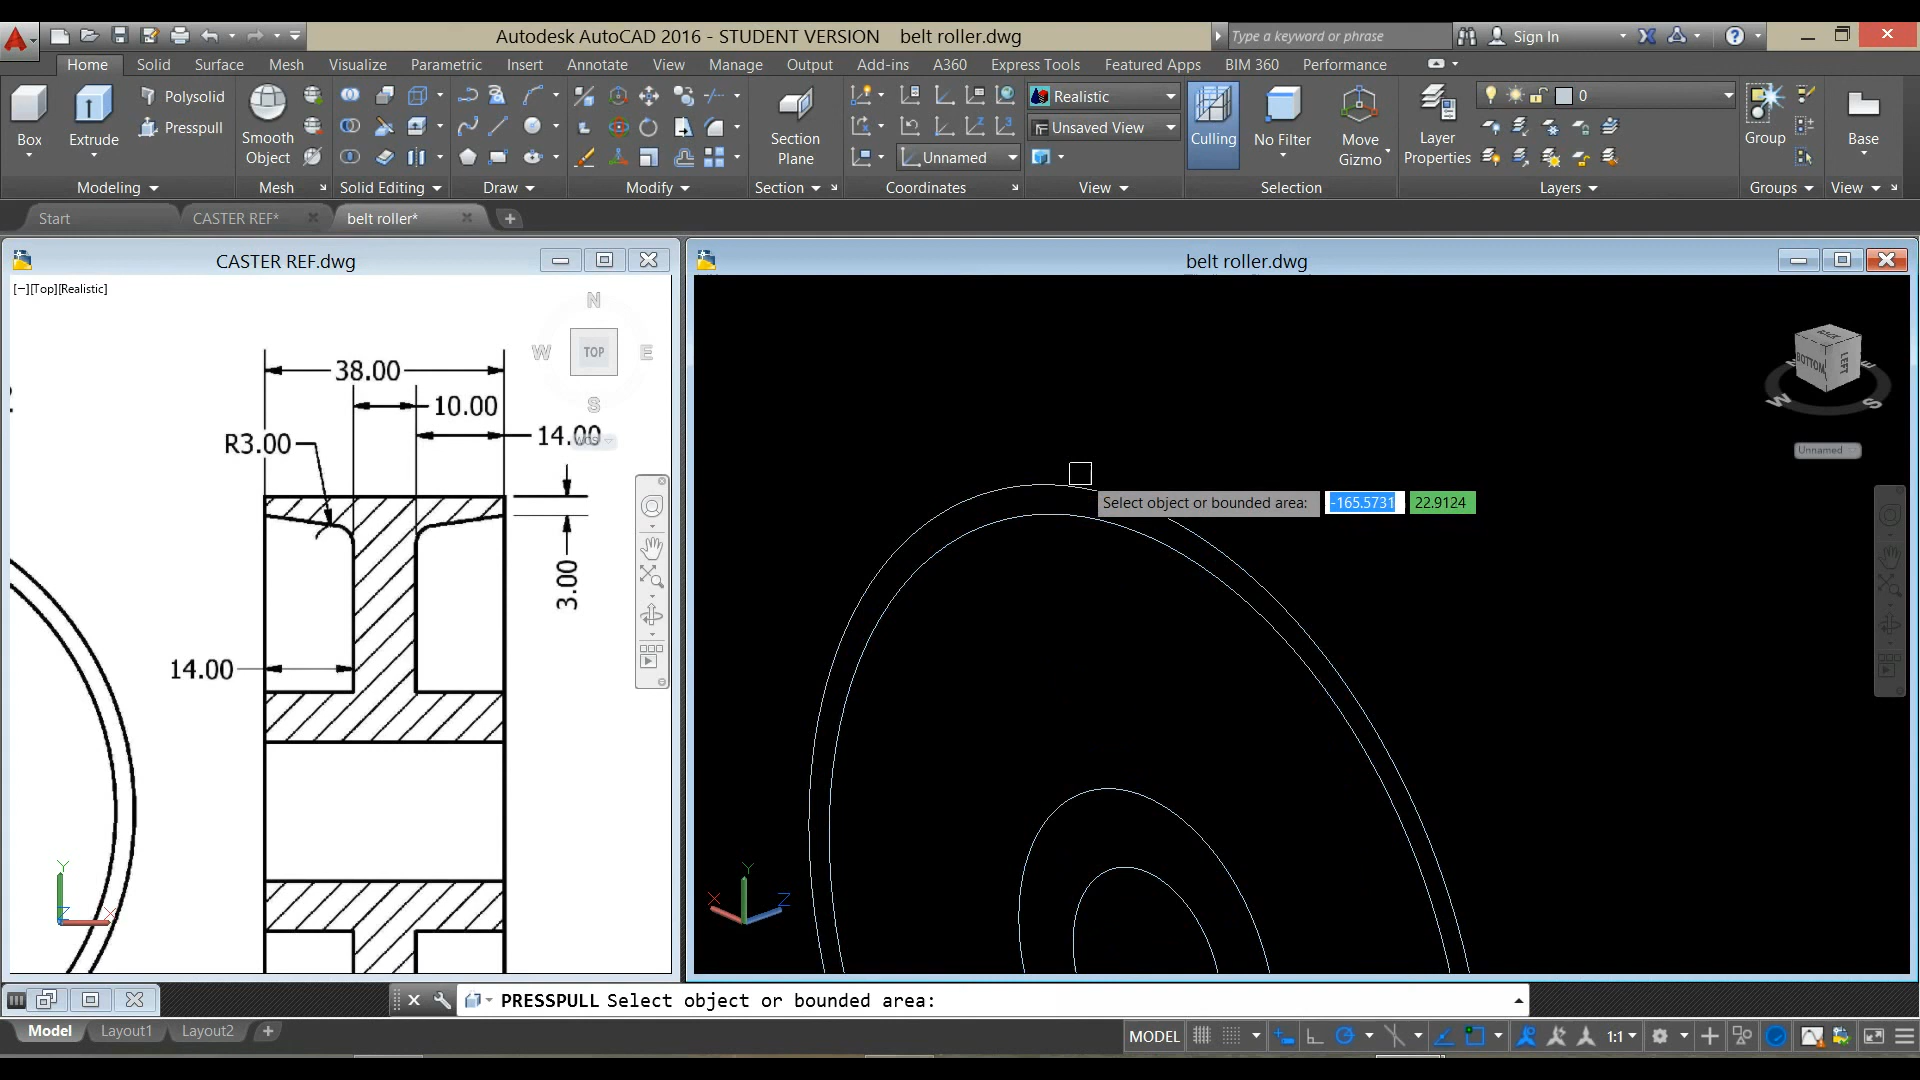 Autodesk AutoCAD 2016 - STUDENT VERSION belt roller.dwg
Type a keyword or phrase
Sign In
Home Solid Surface Mesh Visualize Parametric Insert Annotate View Manage Output Add-ins A360 Express Tools Featured Apps BIM 360 Performance
Box
Extrude
Polysolid
Presspull
Smooth Object
Section Plane
Unnamed
Realistic
Unsaved View
Culling
No Filter
Move Gizmo
Layer Properties
0
Group
Base
Modeling Mesh Solid Editing Draw Modify Section Coordinates View Selection Layers Groups View
Start CASTER REF* belt roller*
CASTER REF.dwg
belt roller.dwg
[−][Top][Realistic]
N
W TOP E
S
38.00
10.00
14.00
R3.00
3.00
14.00
Y
X
Z
BACK
BOTTOM LEFT
W E S
Unnamed
Select object or bounded area: -165.5731 22.9124
X Y Z
PRESSPULL Select object or bounded area:
Model Layout1 Layout2
MODEL 1:1